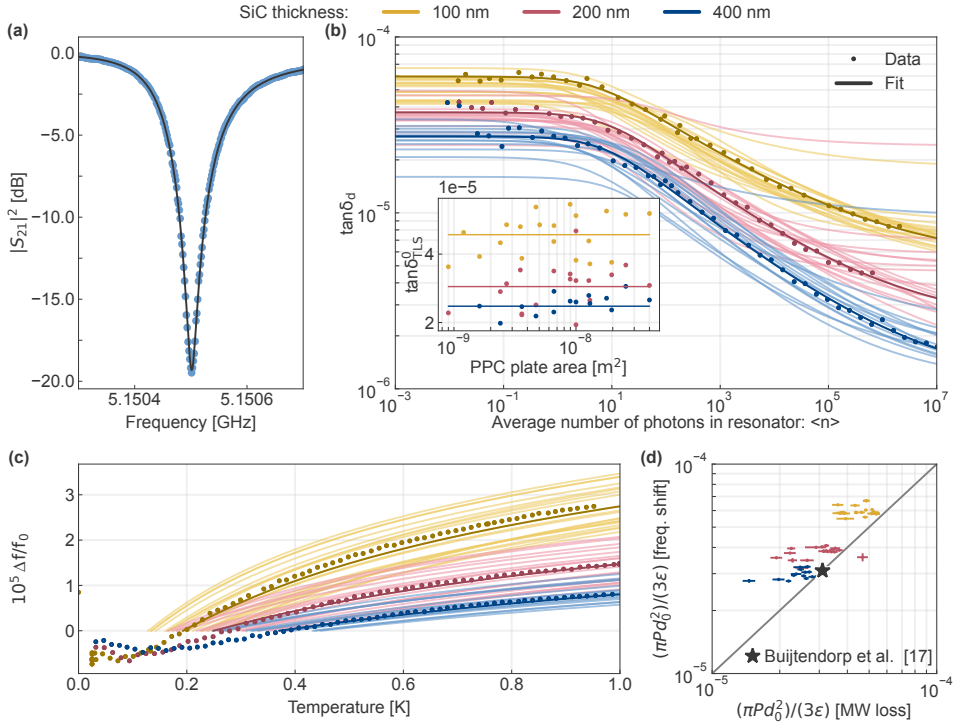 SiC thickness: 100 nm 200 nm 400 nm
(a)
0.0
−5.0
−10.0
−15.0
−20.0
|S21|² [dB]
5.1504 5.1506
Frequency [GHz]
(b)
10⁻⁴
10⁻⁵
10⁻⁶
tanδd
Data
Fit
1e−5
4
2
tanδ⁰TLS
10⁻⁹ 10⁻⁸
PPC plate area [m²]
10⁻³ 10⁻¹ 10¹ 10³ 10⁵ 10⁷
Average number of photons in resonator: <n>
(c)
3
2
1
0
10⁵ Δf/f₀
0.0 0.2 0.4 0.6 0.8 1.0
Temperature [K]
(d)
10⁻⁴
10⁻⁵
(πPd₀²)/(3ε) [freq. shift]
Buijtendorp et al. [17]
10⁻⁵ 10⁻⁴
(πPd₀²)/(3ε) [MW loss]